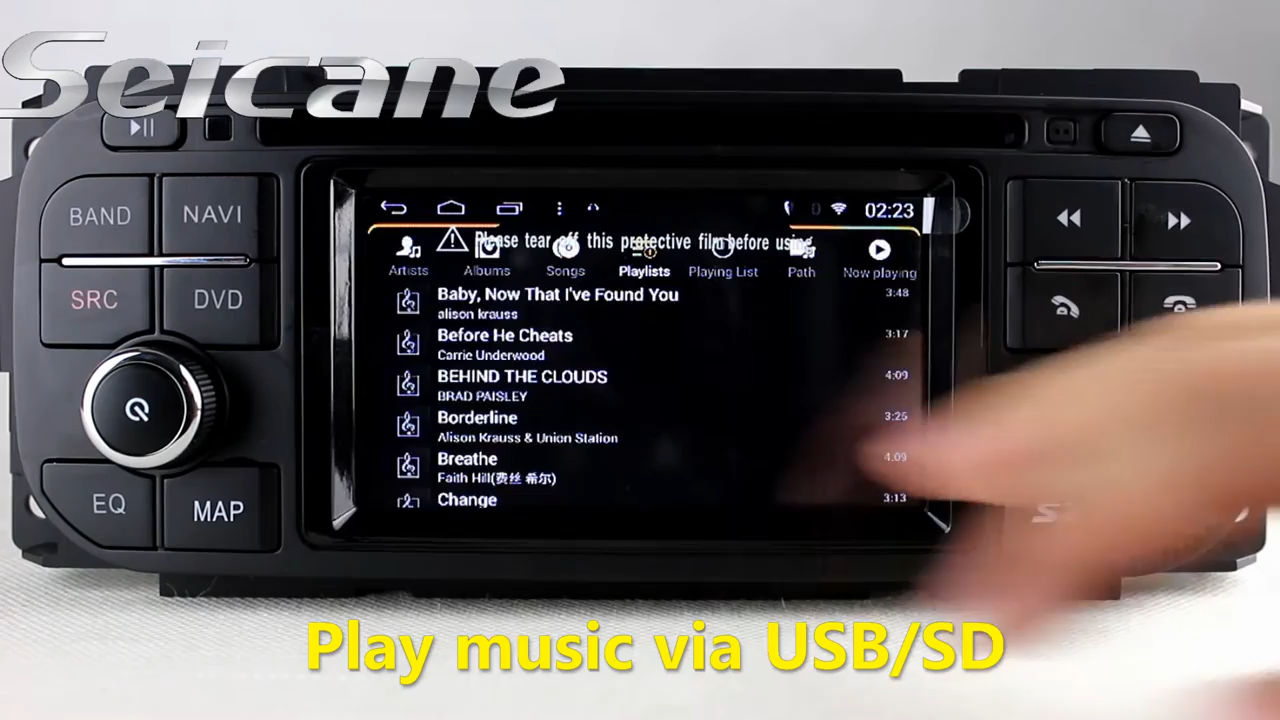 Seicane
BAND
NAVI
SRC
DVD
EQ
MAP
02:23
Please tear off this protective film before using
Artists
Albums
Songs
Playlists
Playing List
Path
Now playing
Baby, Now That I've Found You
3:48
alison krauss
Before He Cheats
3:17
Carrie Underwood
BEHIND THE CLOUDS
4:09
BRAD PAISLEY
Borderline
3:25
Alison Krauss & Union Station
Breathe
4:09
Faith Hill(费丝 希尔)
Change
3:13
Play music via USB/SD